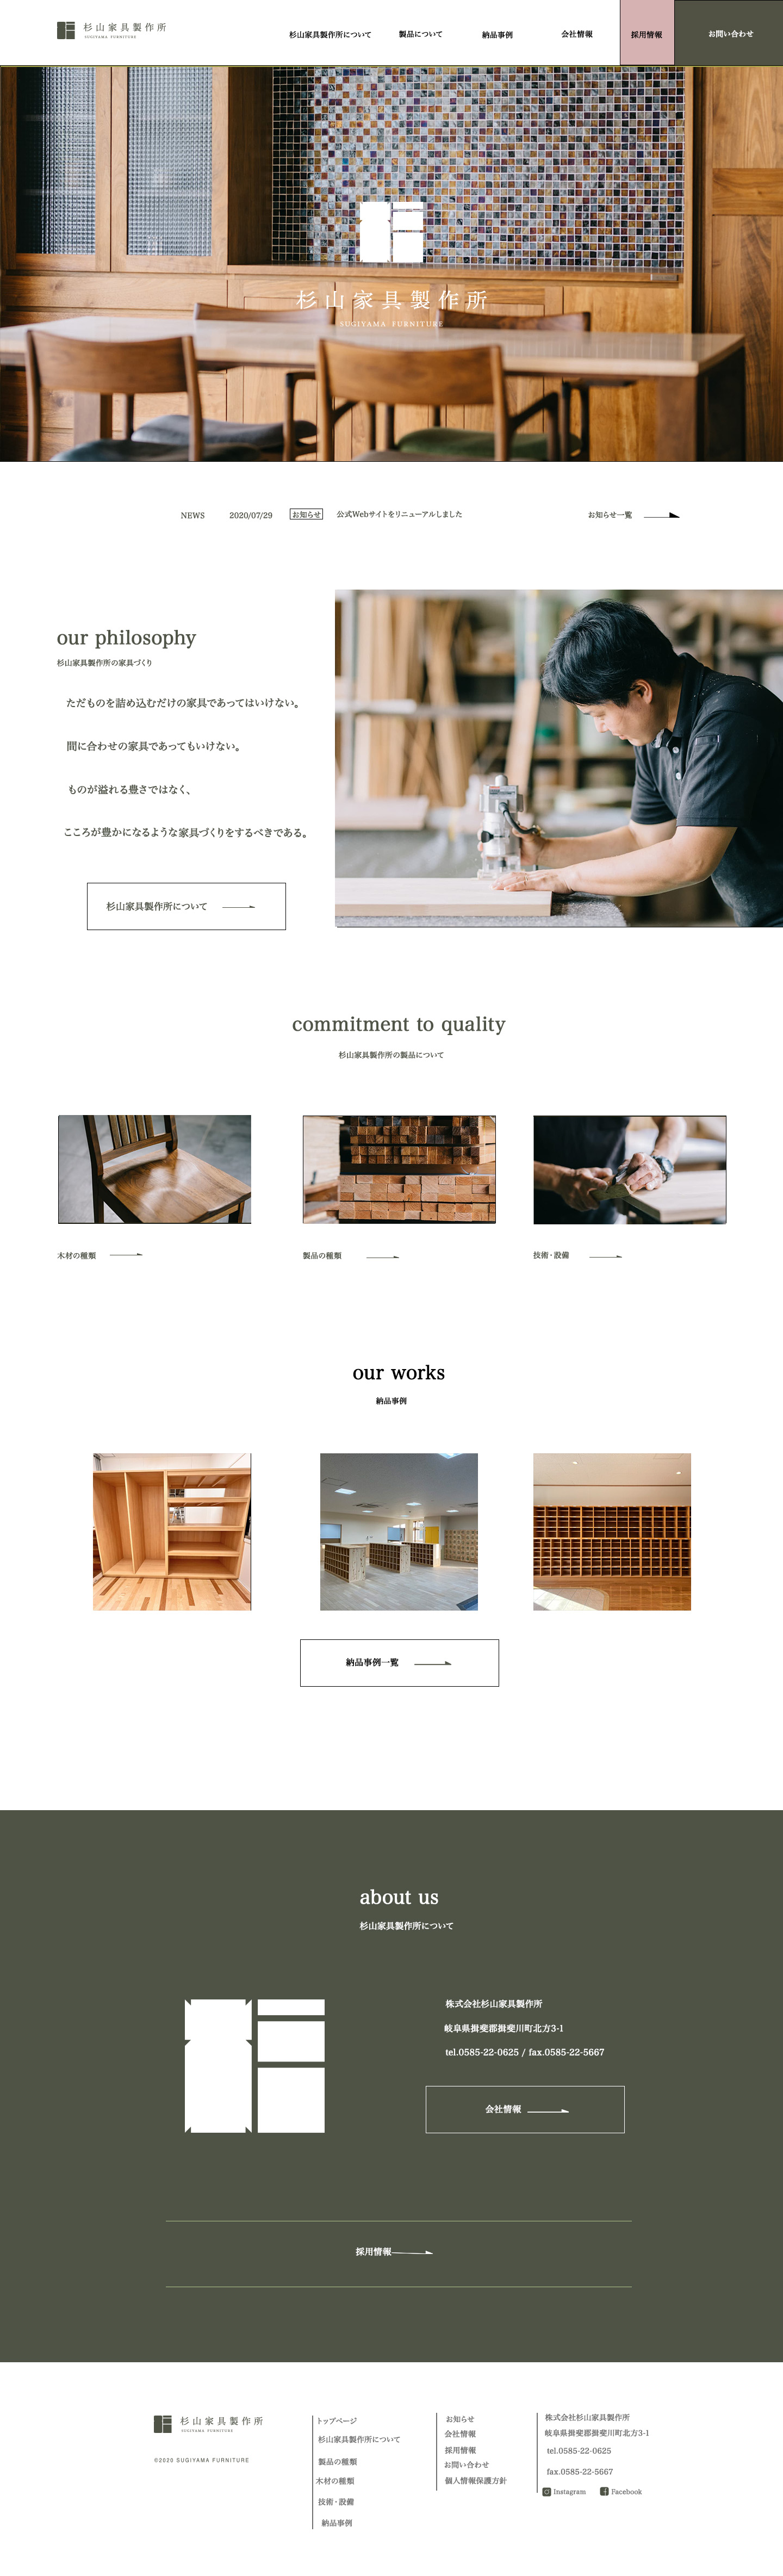 杉山家具製作所
SUGIYAMA FURNITURE
杉山家具製作所について
製品について
納品事例
会社情報
採用情報
お問い合わせ
杉山家具製作所
SUGIYAMA FURNITURE
NEWS 2020/07/29 お知らせ 公式Webサイトをリニューアルしました お知らせ一覧
our philosophy
杉山家具製作所の家具づくり
ただものを詰め込むだけの家具であってはいけない。
間に合わせの家具であってもいけない。
ものが溢れる豊さではなく、
こころが豊かになるような家具づくりをするべきである。
杉山家具製作所について
commitment to quality
杉山家具製作所の製品について
木材の種類
製品の種類
技術・設備
our works
納品事例
納品事例一覧
about us
杉山家具製作所について
株式会社杉山家具製作所
岐阜県揖斐郡揖斐川町北方3-1
tel.0585-22-0625 / fax.0585-22-5667
会社情報
採用情報
杉山家具製作所
SUGIYAMA FURNITURE
©2020 SUGIYAMA FURNITURE
トップページ
杉山家具製作所について
製品の種類
木材の種類
技術・設備
納品事例
お知らせ
会社情報
採用情報
お問い合わせ
個人情報保護方針
株式会社杉山家具製作所
岐阜県揖斐郡揖斐川町北方3-1
tel.0585-22-0625
fax.0585-22-5667
Instagram
Facebook